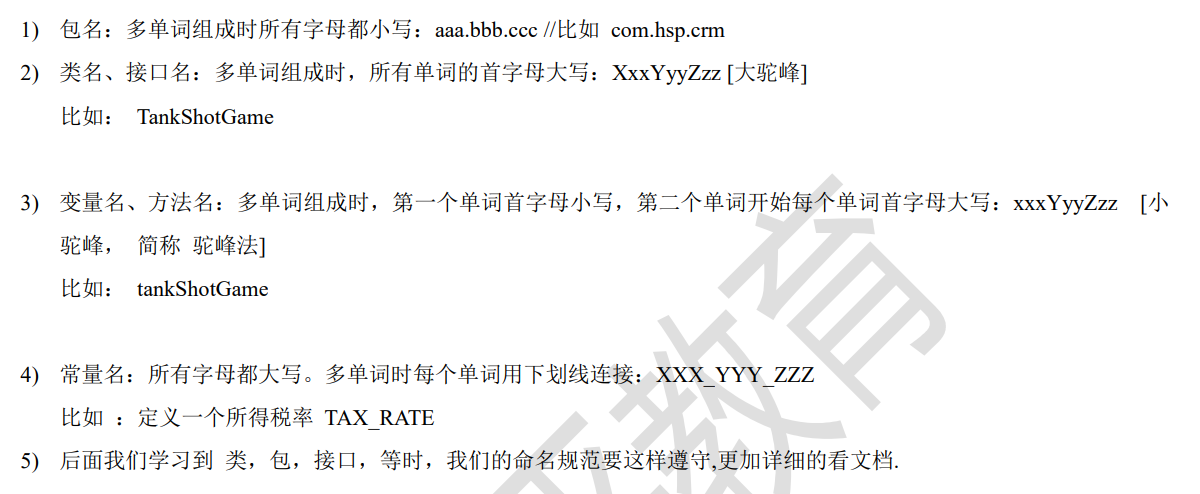 1) 包名：多单词组成时所有字母都小写：aaa.bbb.ccc //比如 com.hsp.crm
2) 类名、接口名：多单词组成时，所有单词的首字母大写：XxxYyyZzz [大驼峰]
比如： TankShotGame
3) 变量名、方法名：多单词组成时，第一个单词首字母小写，第二个单词开始每个单词首字母大写：xxxYyyZzz [小
驼峰， 简称 驼峰法]
比如： tankShotGame
4) 常量名：所有字母都大写。多单词时每个单词用下划线连接：XXX_YYY_ZZZ
比如 ：定义一个所得税率 TAX_RATE
5) 后面我们学习到 类，包，接口，等时，我们的命名规范要这样遵守,更加详细的看文档.
教育